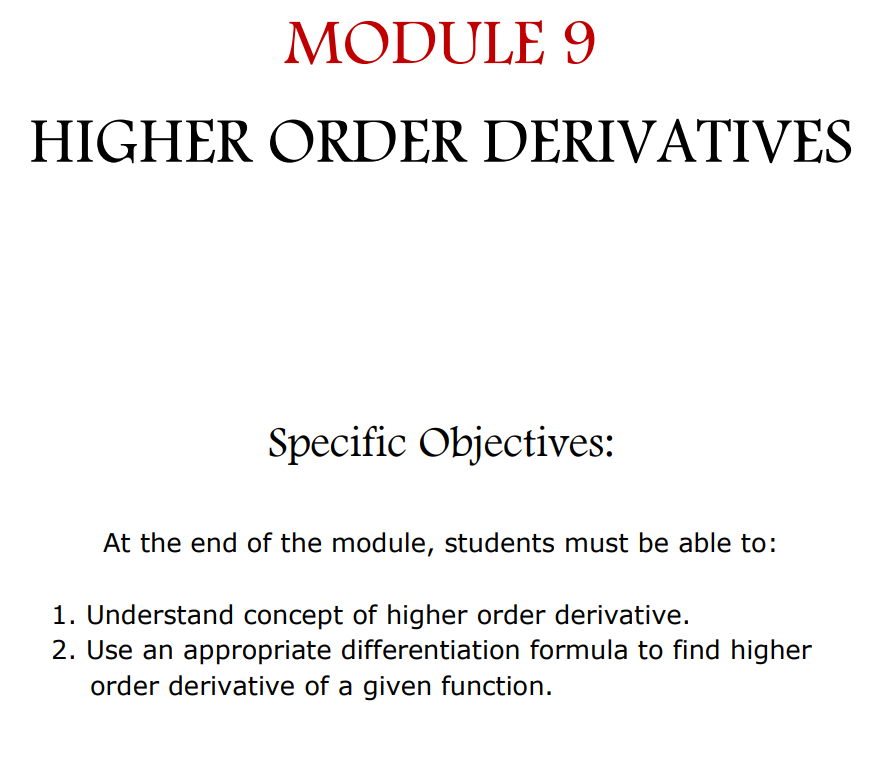 MODULE 9
HIGHER ORDER DERIVATIVES
Specific Objectives:
At the end of the module, students must be able to:
1. Understand concept of higher order derivative.
2. Use an appropriate differentiation formula to find higher
order derivative of a given function.